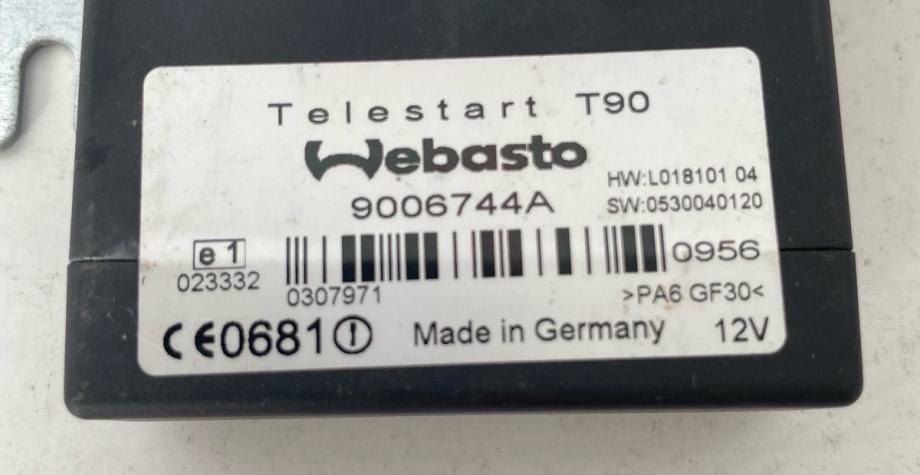 Telestart T90
Webasto
HW:L018101 04
9006744A
SW:0530040120
e1
0956
023332
0307971
>PA6 GF30<
CE0681
Made in Germany
12V